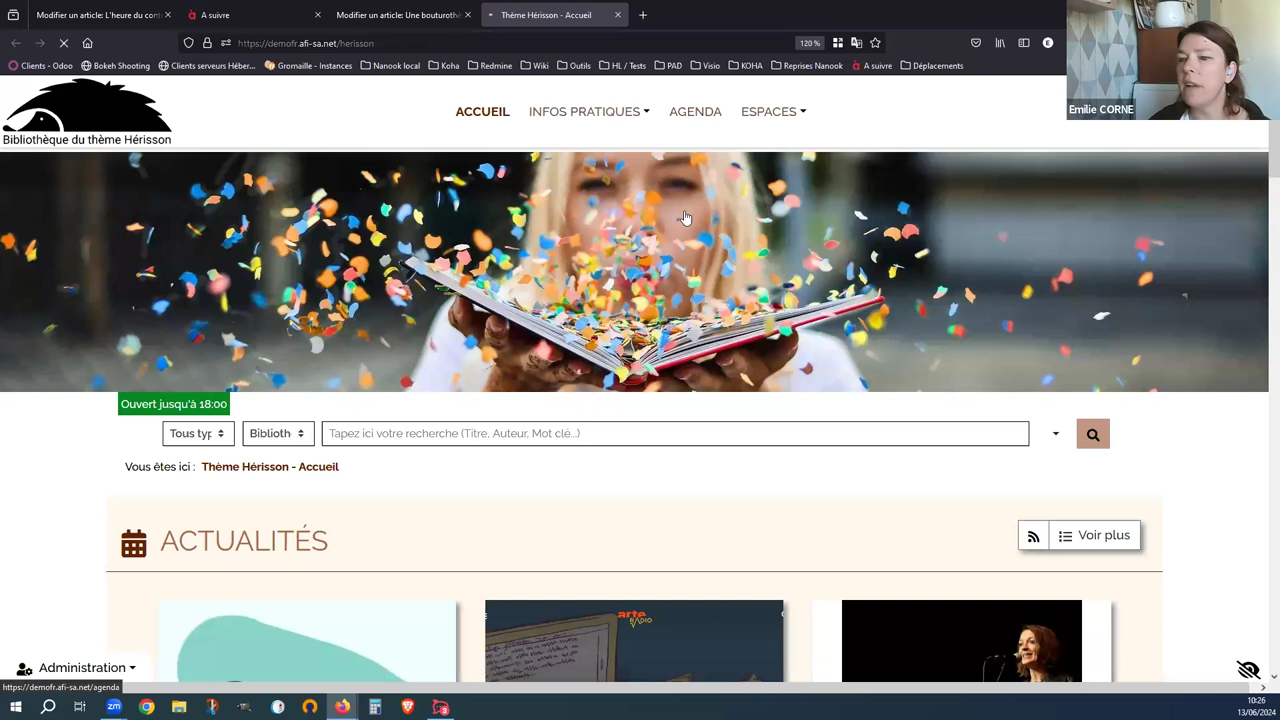 Modifier un article: L'heure du con
A suivre
Modifier un article: Une bouturoth
Thème Hérisson - Accueil
https://demofr.afi-sa.net/herisson
120 %
Clients - Odoo
Bokeh Shooting
Clients serveurs Héber...
Gromaille - Instances
Nanook local
Koha
Redmine
Wiki
Outils
HL / Tests
PAD
Visio
KOHA
Reprises Nanook
A suivre
Déplacements
Emilie CORNE
Bibliothèque du thème Hérisson
ACCUEIL
INFOS PRATIQUES
AGENDA
ESPACES
Ouvert jusqu'à 18:00
Tous typ
Biblioth
Tapez ici votre recherche (Titre, Auteur, Mot clé...)
Vous êtes ici : Thème Hérisson - Accueil
ACTUALITÉS
Voir plus
arte
RADIO
Administration
https://demofr.afi-sa.net/agenda
zm
10:26
13/06/2024